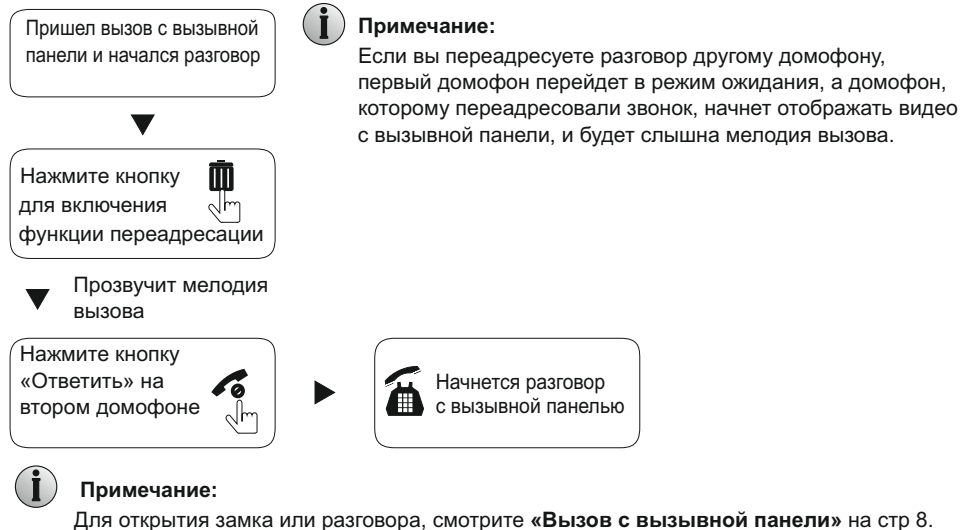 Пришел вызов с вызывной
панели и начался разговор
Примечание:
Если вы переадресуете разговор другому домофону,
первый домофон перейдет в режим ожидания, а домофон,
которому переадресовали звонок, начнет отображать видео
с вызывной панели, и будет слышна мелодия вызова.
Нажмите кнопку
для включения
функции переадресации
Прозвучит мелодия
вызова
Нажмите кнопку
«Ответить» на
втором домофоне
Начнется разговор
с вызывной панелью
Примечание:
Для открытия замка или разговора, смотрите «Вызов с вызывной панели» на стр 8.